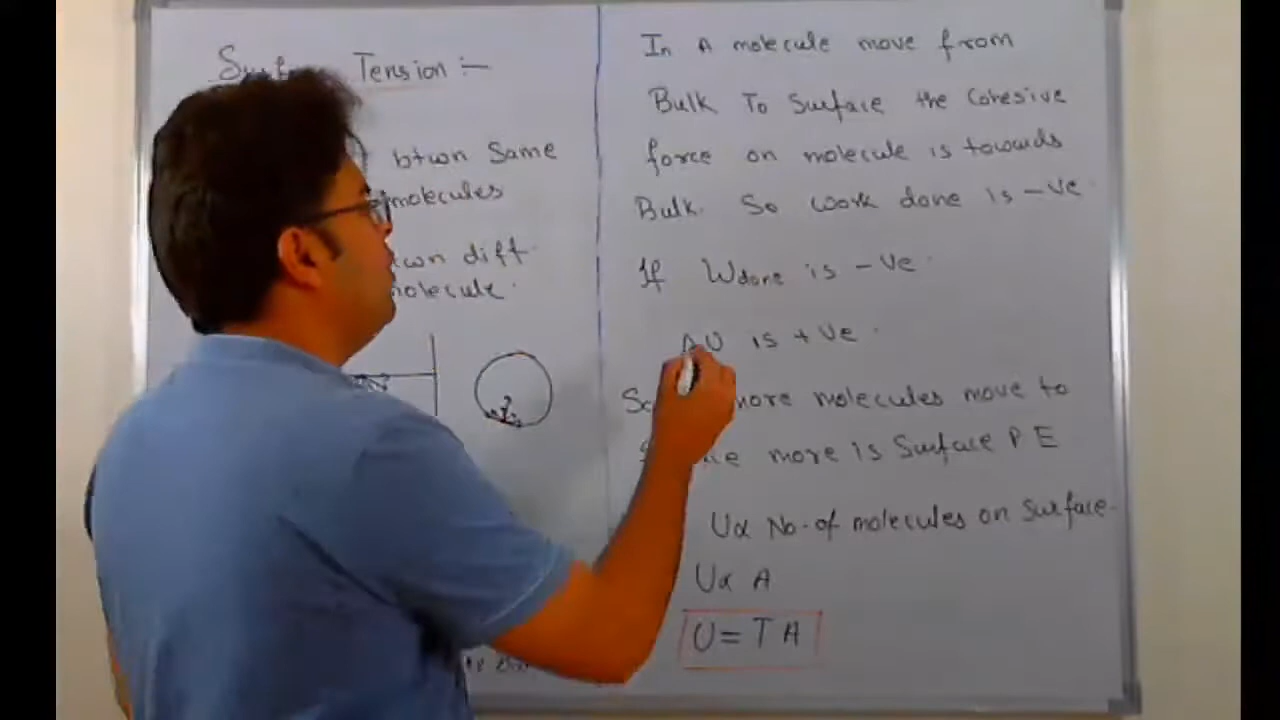 Tension :-
btwn Same
molecules
diff.
In A molecule move from
Bulk To Surface the Cohesive
force on molecule is towards
Bulk. So work done is -ve.
If Wdone is -ve.
U is +ve.
more molecules move to
more is Surface P E
U∝ No. of molecules on Surface.
U∝ A
U = T A